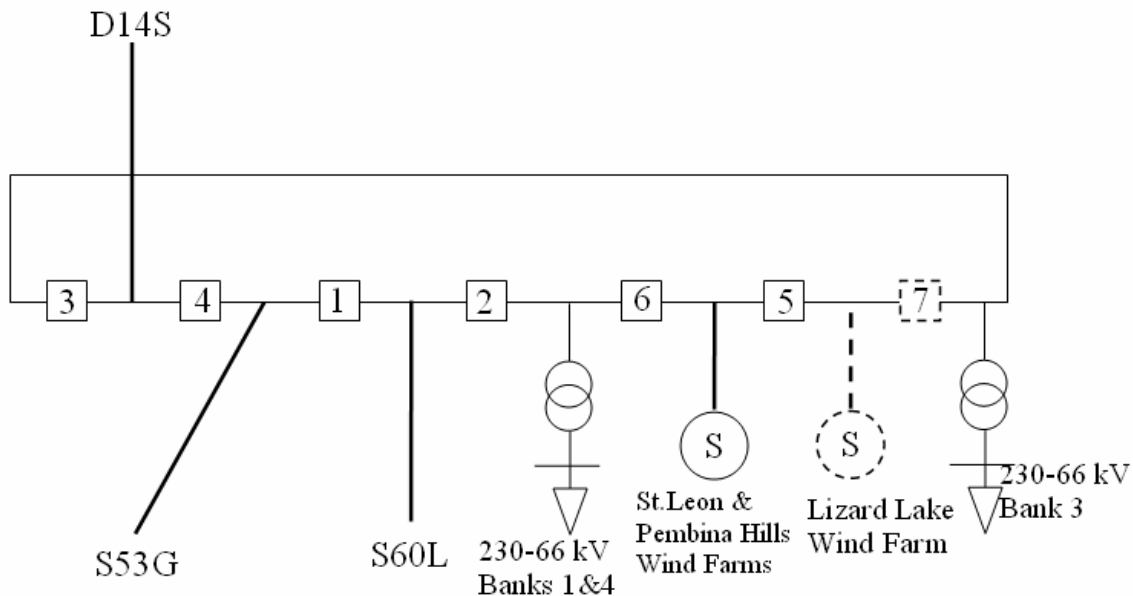 D14S
3
4
1
2
6
5
7
S
S
S53G
S60L
230-66 kV
Banks 1&4
St.Leon &
Pembina Hills
Wind Farms
Lizard Lake
Wind Farm
230-66 kV
Bank 3